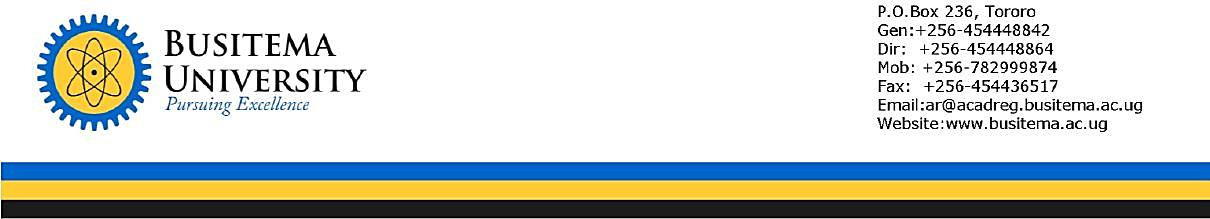 BUSITEMA
UNIVERSITY
Pursuing Excellence
P.O.Box 236, Tororo
Gen:+256-454448842
Dir: +256-454448864
Mob: +256-782999874
Fax: +256-454436517
Email:ar@acadreg.busitema.ac.ug
Website:www.busitema.ac.ug